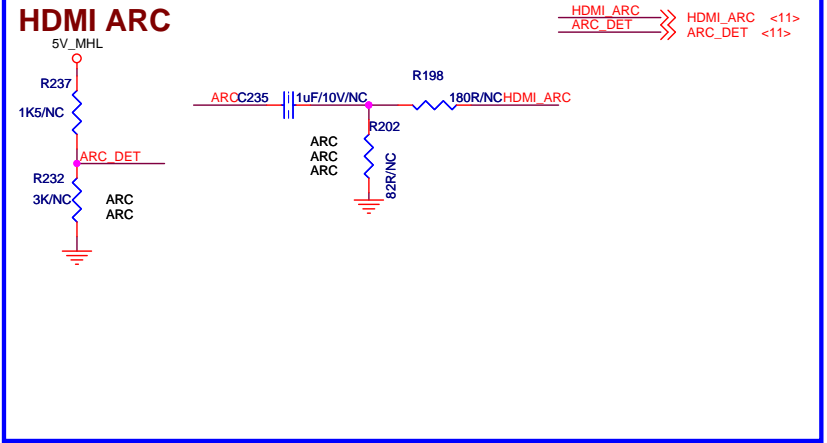 HDMI ARC
5V_MHL
R237
1K5/NC
ARC_DET
R232
3K/NC
ARC
ARC
ARC
C235
1uF/10V/NC
R198
180R/NC
HDMI_ARC
R202
82R/NC
ARC
ARC
ARC
HDMI_ARC
HDMI_ARC <11>
ARC_DET
ARC_DET <11>